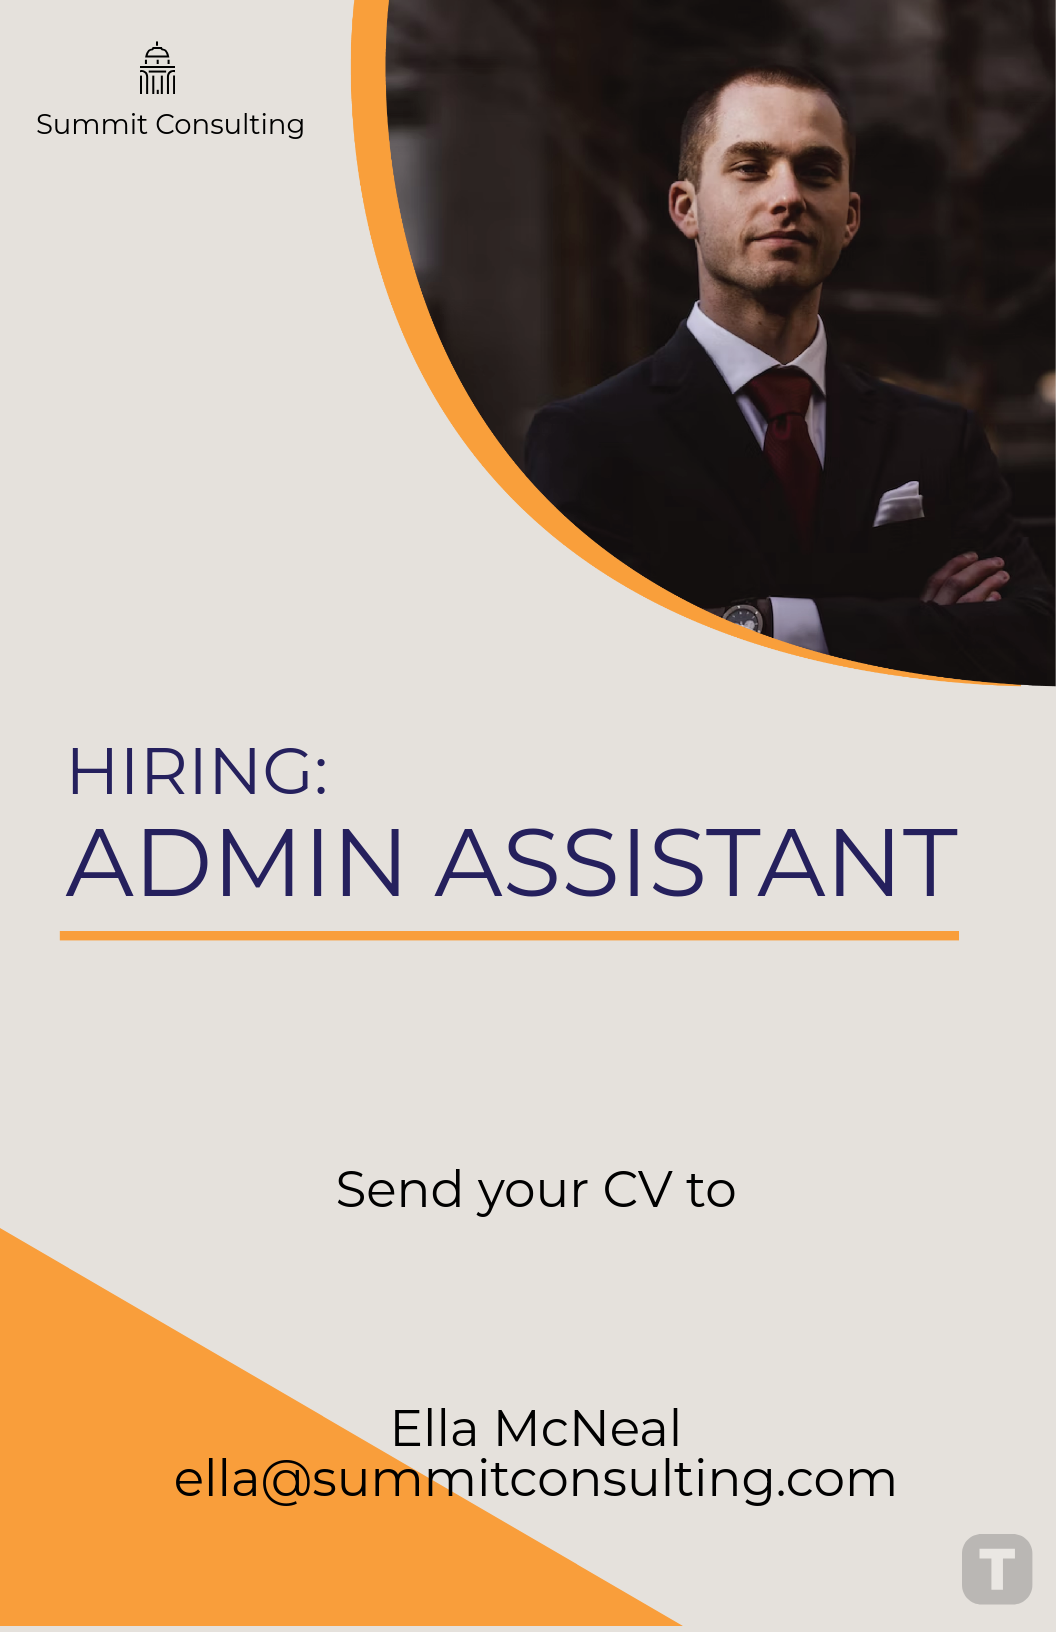 Summit Consulting
HIRING:
ADMIN ASSISTANT
Send your CV to
Ella McNeal
ella@summitconsulting.com
T